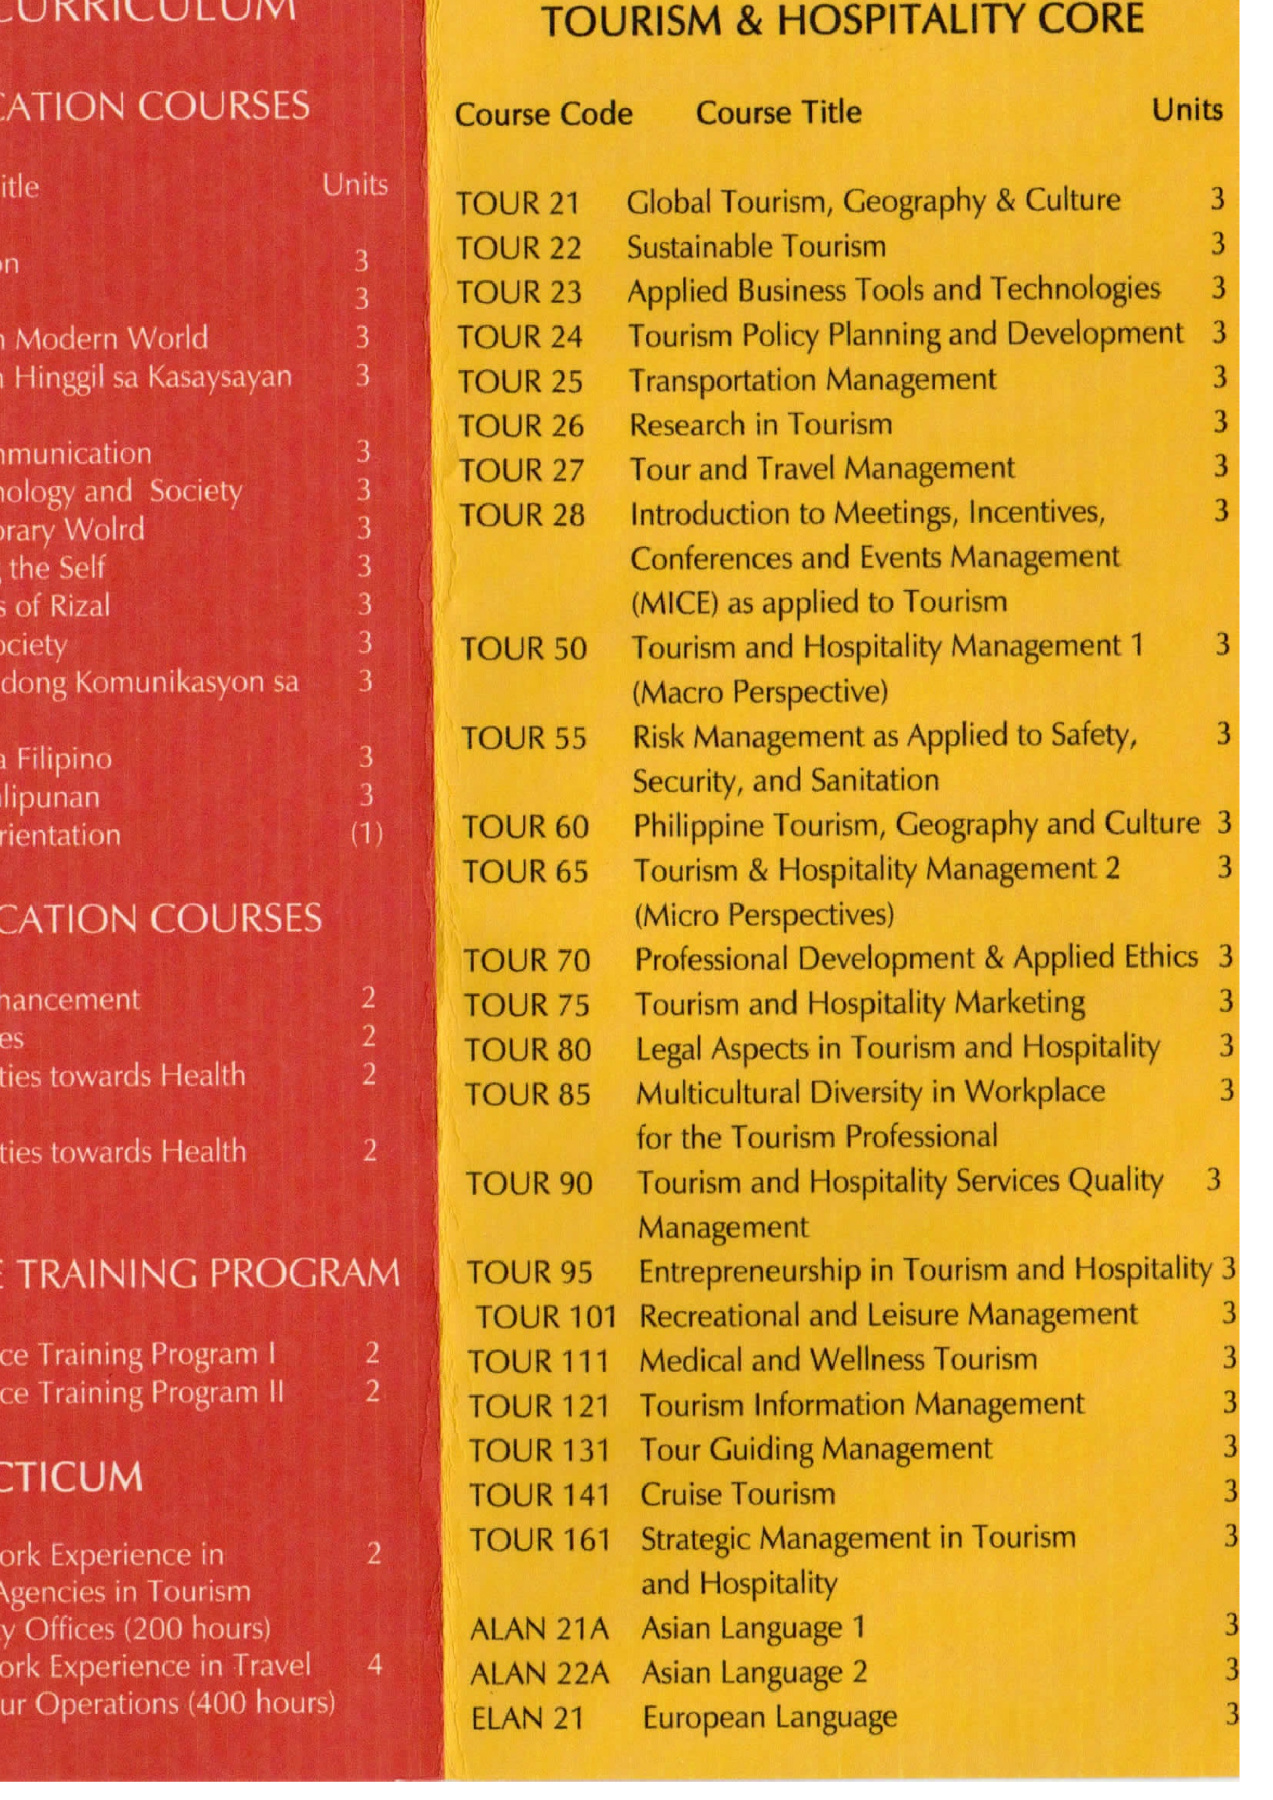 CURRICULUM
CATION COURSES
itle Units
on 3
3
n Modern World 3
n Hinggil sa Kasaysayan 3
mmunication 3
nology and Society 3
orary Wolrd 3
the Self 3
s of Rizal 3
ociety 3
dong Komunikasyon sa 3
a Filipino 3
lipunan 3
rientation (1)
CATION COURSES
hancement 2
es 2
ties towards Health 2
ties towards Health 2
E TRAINING PROGRAM
ce Training Program I 2
ce Training Program II 2
CTICUM
ork Experience in 2
Agencies in Tourism
y Offices (200 hours)
ork Experience in Travel 4
ur Operations (400 hours)
TOURISM & HOSPITALITY CORE
Course Code Course Title Units
TOUR 21 Global Tourism, Geography & Culture 3
TOUR 22 Sustainable Tourism 3
TOUR 23 Applied Business Tools and Technologies 3
TOUR 24 Tourism Policy Planning and Development 3
TOUR 25 Transportation Management 3
TOUR 26 Research in Tourism 3
TOUR 27 Tour and Travel Management 3
TOUR 28 Introduction to Meetings, Incentives, 3
Conferences and Events Management
(MICE) as applied to Tourism
TOUR 50 Tourism and Hospitality Management 1 3
(Macro Perspective)
TOUR 55 Risk Management as Applied to Safety, 3
Security, and Sanitation
TOUR 60 Philippine Tourism, Geography and Culture 3
TOUR 65 Tourism & Hospitality Management 2 3
(Micro Perspectives)
TOUR 70 Professional Development & Applied Ethics 3
TOUR 75 Tourism and Hospitality Marketing 3
TOUR 80 Legal Aspects in Tourism and Hospitality 3
TOUR 85 Multicultural Diversity in Workplace 3
for the Tourism Professional
TOUR 90 Tourism and Hospitality Services Quality 3
Management
TOUR 95 Entrepreneurship in Tourism and Hospitality 3
TOUR 101 Recreational and Leisure Management 3
TOUR 111 Medical and Wellness Tourism 3
TOUR 121 Tourism Information Management 3
TOUR 131 Tour Guiding Management 3
TOUR 141 Cruise Tourism 3
TOUR 161 Strategic Management in Tourism 3
and Hospitality
ALAN 21A Asian Language 1 3
ALAN 22A Asian Language 2 3
ELAN 21 European Language 3